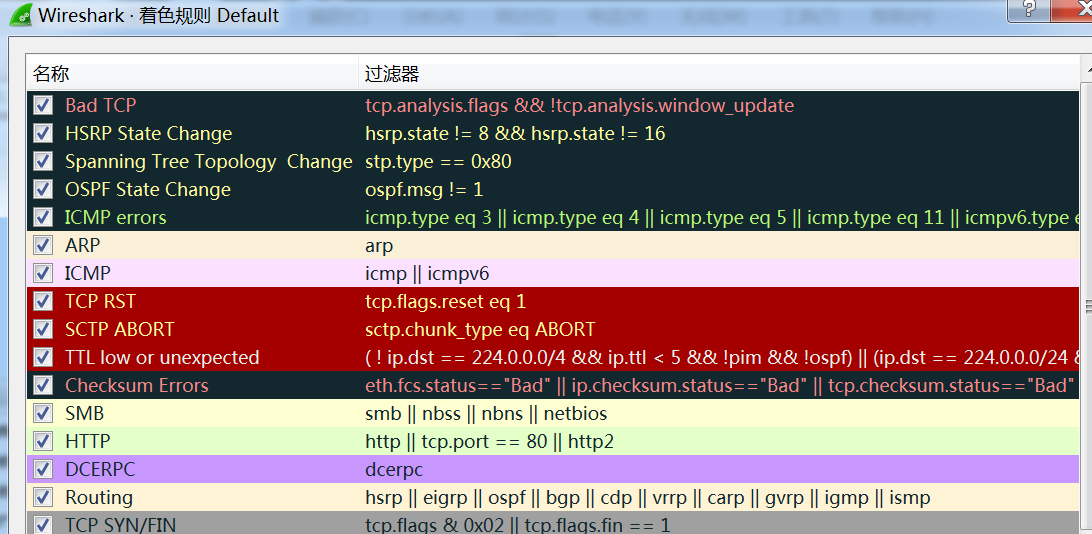 Wireshark · 着色规则 Default
名称 过滤器
Bad TCP tcp.analysis.flags && !tcp.analysis.window_update
HSRP State Change hsrp.state != 8 && hsrp.state != 16
Spanning Tree Topology  Change stp.type == 0x80
OSPF State Change ospf.msg != 1
ICMP errors icmp.type eq 3 || icmp.type eq 4 || icmp.type eq 5 || icmp.type eq 11 || icmpv6.type e
ARP arp
ICMP icmp || icmpv6
TCP RST tcp.flags.reset eq 1
SCTP ABORT sctp.chunk_type eq ABORT
TTL low or unexpected ( ! ip.dst == 224.0.0.0/4 && ip.ttl < 5 && !pim && !ospf) || (ip.dst == 224.0.0.0/24 &
Checksum Errors eth.fcs.status=="Bad" || ip.checksum.status=="Bad" || tcp.checksum.status=="Bad"
SMB smb || nbss || nbns || netbios
HTTP http || tcp.port == 80 || http2
DCERPC dcerpc
Routing hsrp || eigrp || ospf || bgp || cdp || vrrp || carp || gvrp || igmp || ismp
TCP SYN/FIN tcp.flags & 0x02 || tcp.flags.fin == 1